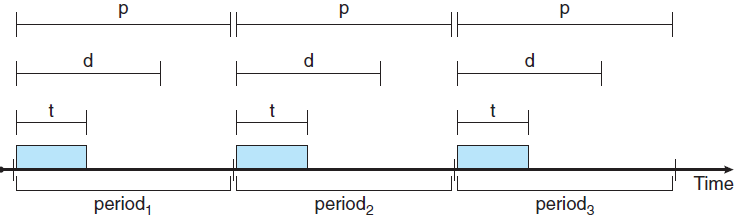 p p p
d d d
t t t
Time
period1 period2 period3